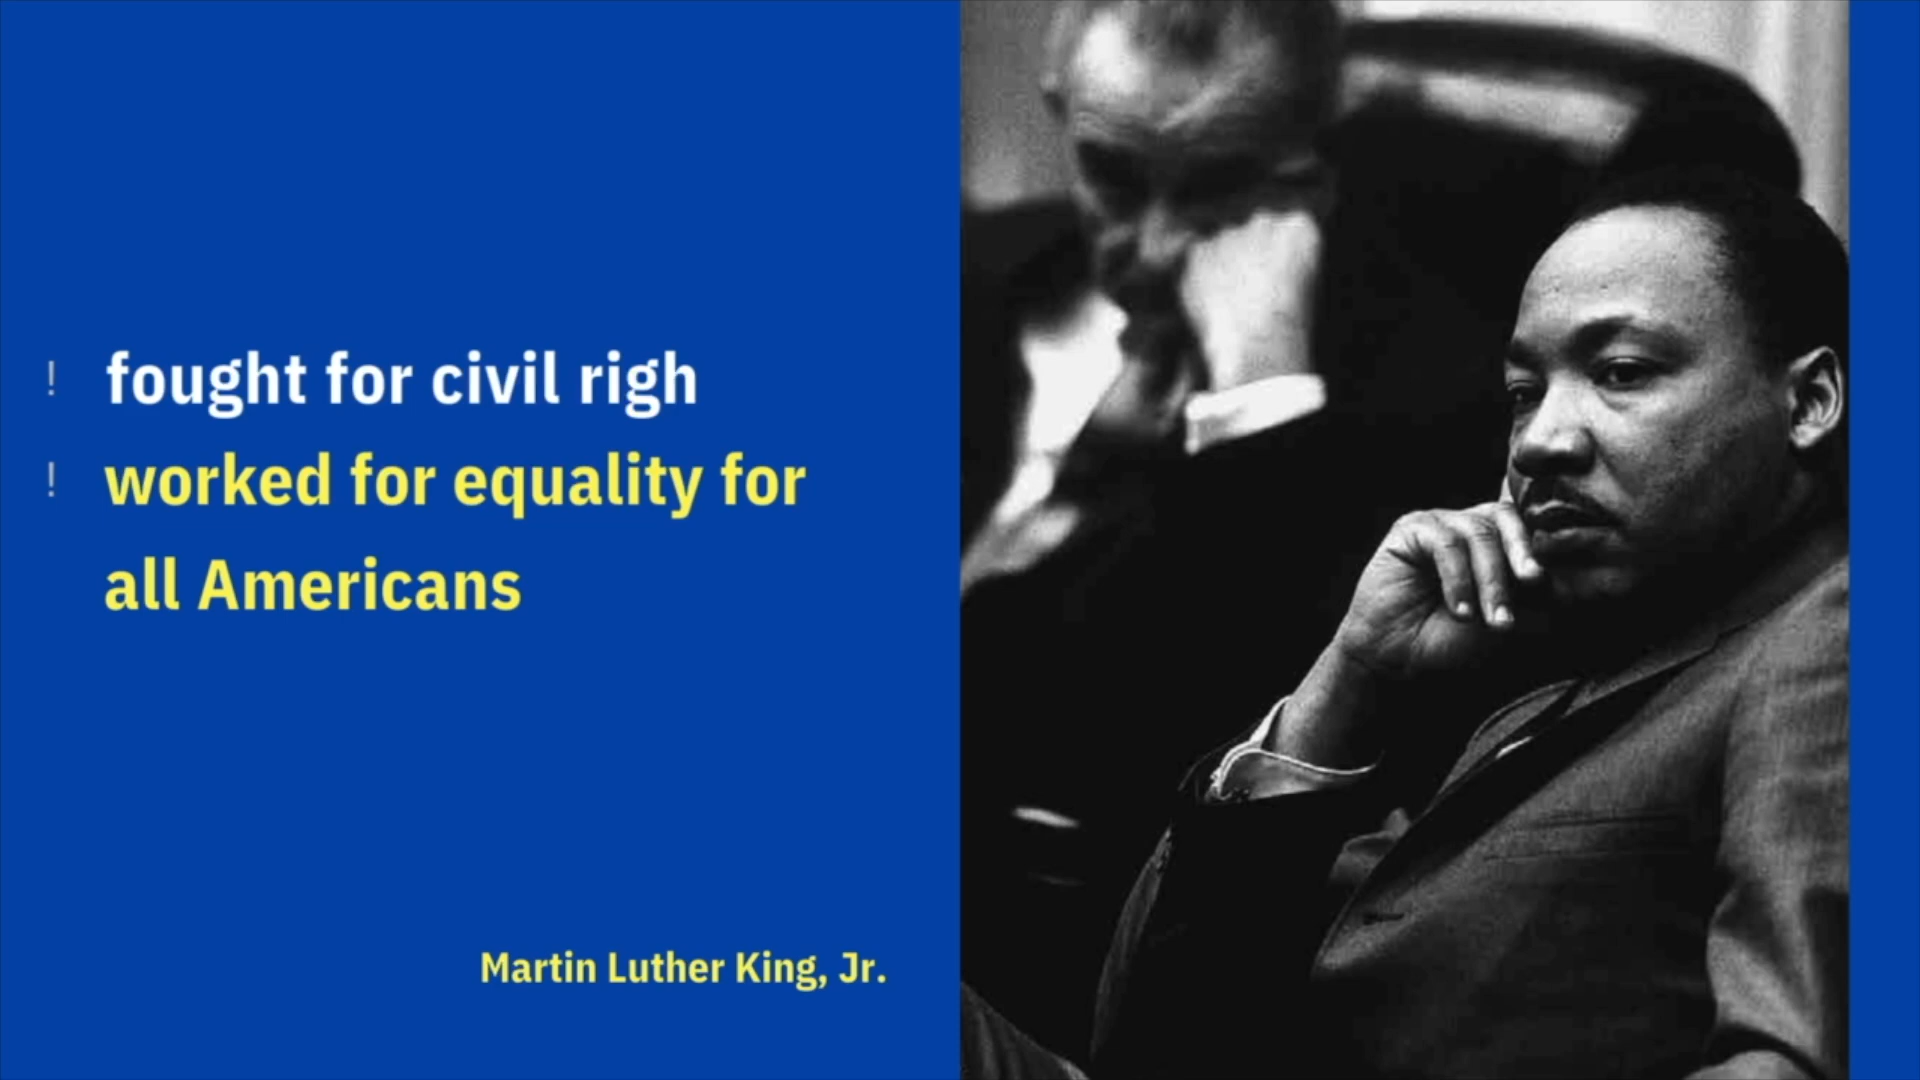 ! fought for civil righ
! worked for equality for
all Americans
Martin Luther King, Jr.